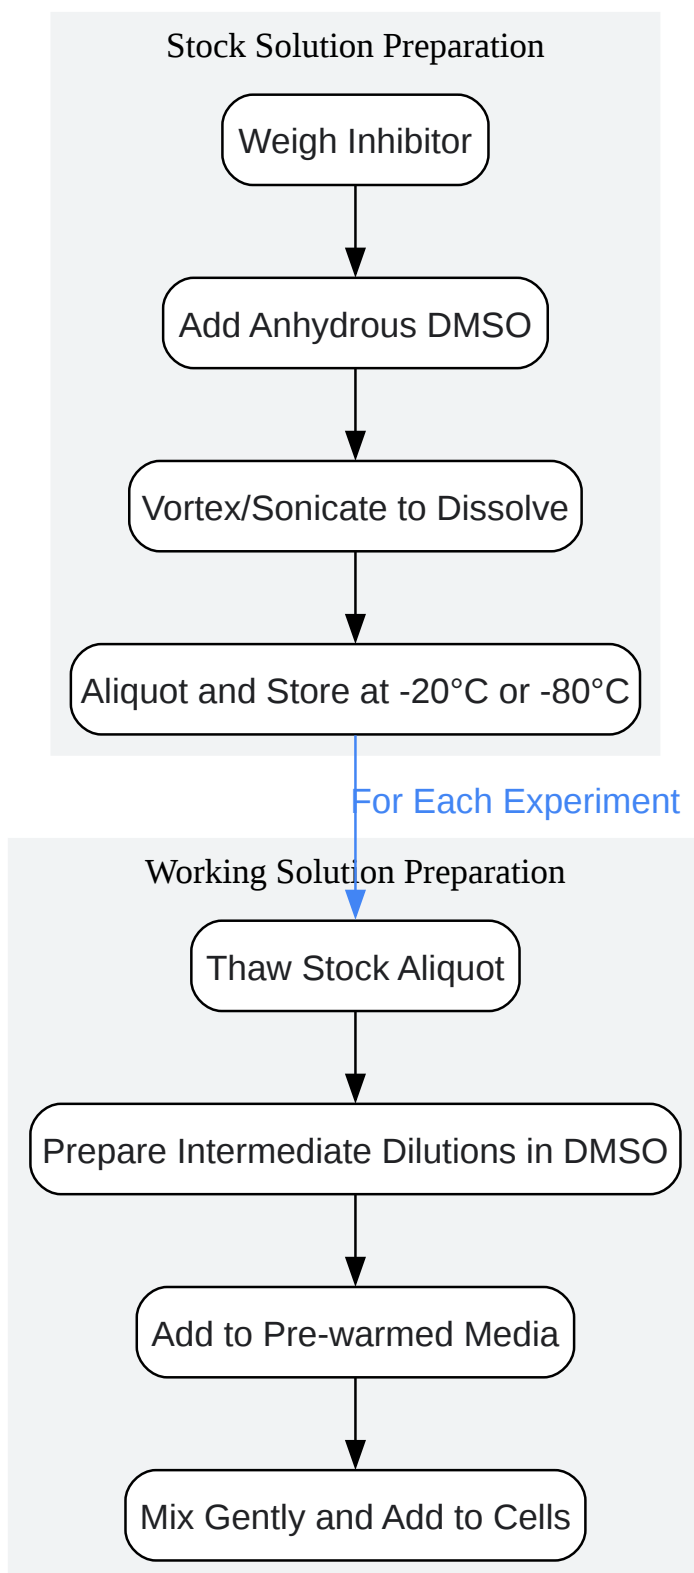 Stock Solution Preparation
Weigh Inhibitor
Add Anhydrous DMSO
Vortex/Sonicate to Dissolve
Aliquot and Store at -20°C or -80°C
For Each Experiment
Working Solution Preparation
Thaw Stock Aliquot
Prepare Intermediate Dilutions in DMSO
Add to Pre-warmed Media
Mix Gently and Add to Cells